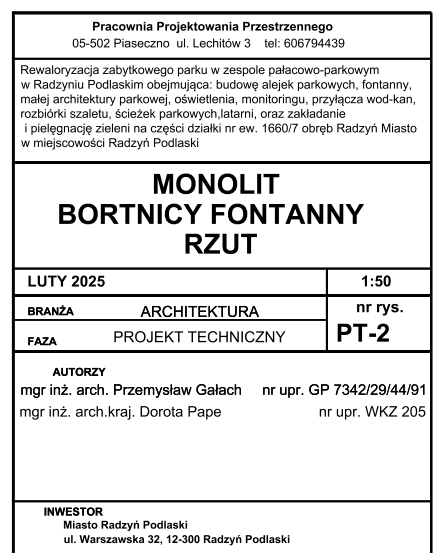 Pracownia Projektowania Przestrzennego
05-502 Piaseczno ul. Lechitów 3 tel: 606794439
Rewaloryzacja zabytkowego parku w zespole pałacowo-parkowym
w Radzyniu Podlaskim obejmująca: budowę alejek parkowych, fontanny,
małej architektury parkowej, oświetlenia, monitoringu, przyłącza wod-kan,
rozbiórki szaletu, ścieżek parkowych,latarni, oraz zakładanie
i pielęgnację zieleni na części działki nr ew. 1660/7 obręb Radzyń Miasto
w miejscowości Radzyń Podlaski
MONOLIT
BORTNICY FONTANNY
RZUT
LUTY 2025 1:50
BRANŻA ARCHITEKTURA nr rys.
FAZA PROJEKT TECHNICZNY PT-2
AUTORZY
mgr inż. arch. Przemysław Gałach nr upr. GP 7342/29/44/91
mgr inż. arch.kraj. Dorota Pape nr upr. WKZ 205
INWESTOR
Miasto Radzyń Podlaski
ul. Warszawska 32, 12-300 Radzyń Podlaski